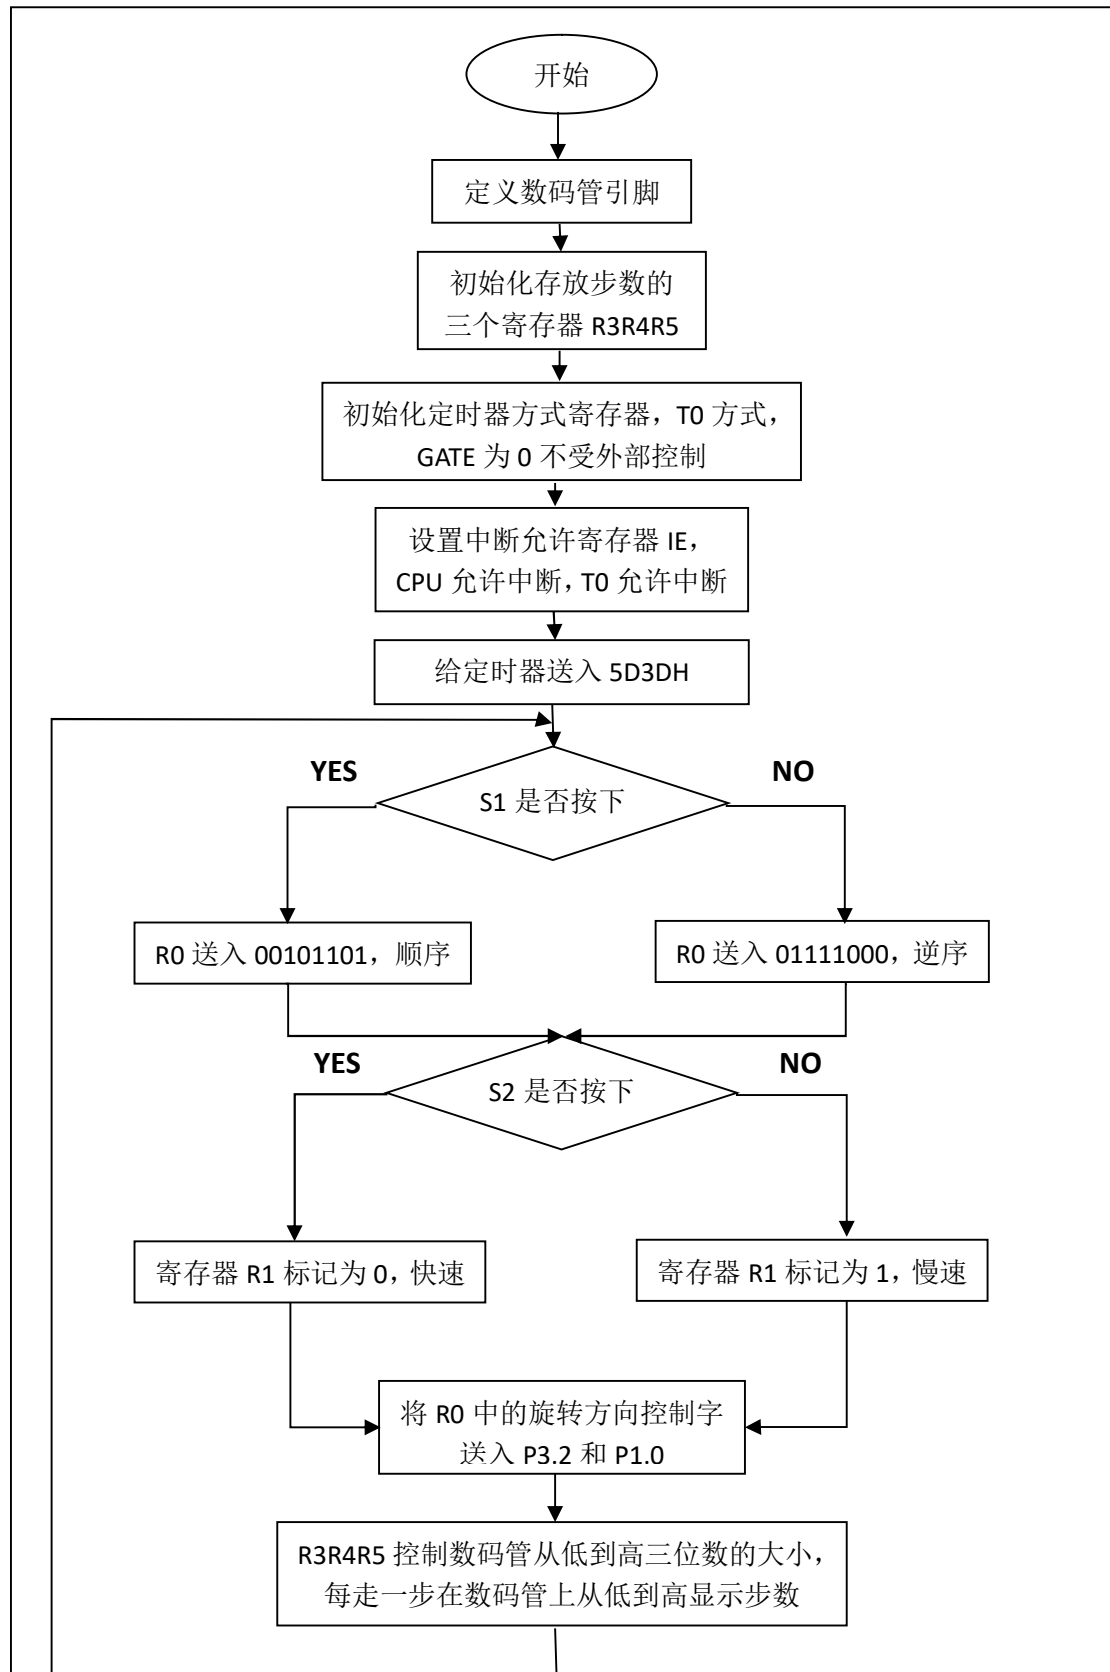 开始
定义数码管引脚
初始化存放步数的
三个寄存器 R3R4R5
初始化定时器方式寄存器，T0 方式，
GATE 为 0 不受外部控制
设置中断允许寄存器 IE，
CPU 允许中断，T0 允许中断
给定时器送入 5D3DH
YES
NO
S1 是否按下
R0 送入 00101101，顺序
R0 送入 01111000，逆序
YES
NO
S2 是否按下
寄存器 R1 标记为 0，快速
寄存器 R1 标记为 1，慢速
将 R0 中的旋转方向控制字
送入 P3.2 和 P1.0
R3R4R5 控制数码管从低到高三位数的大小，
每走一步在数码管上从低到高显示步数